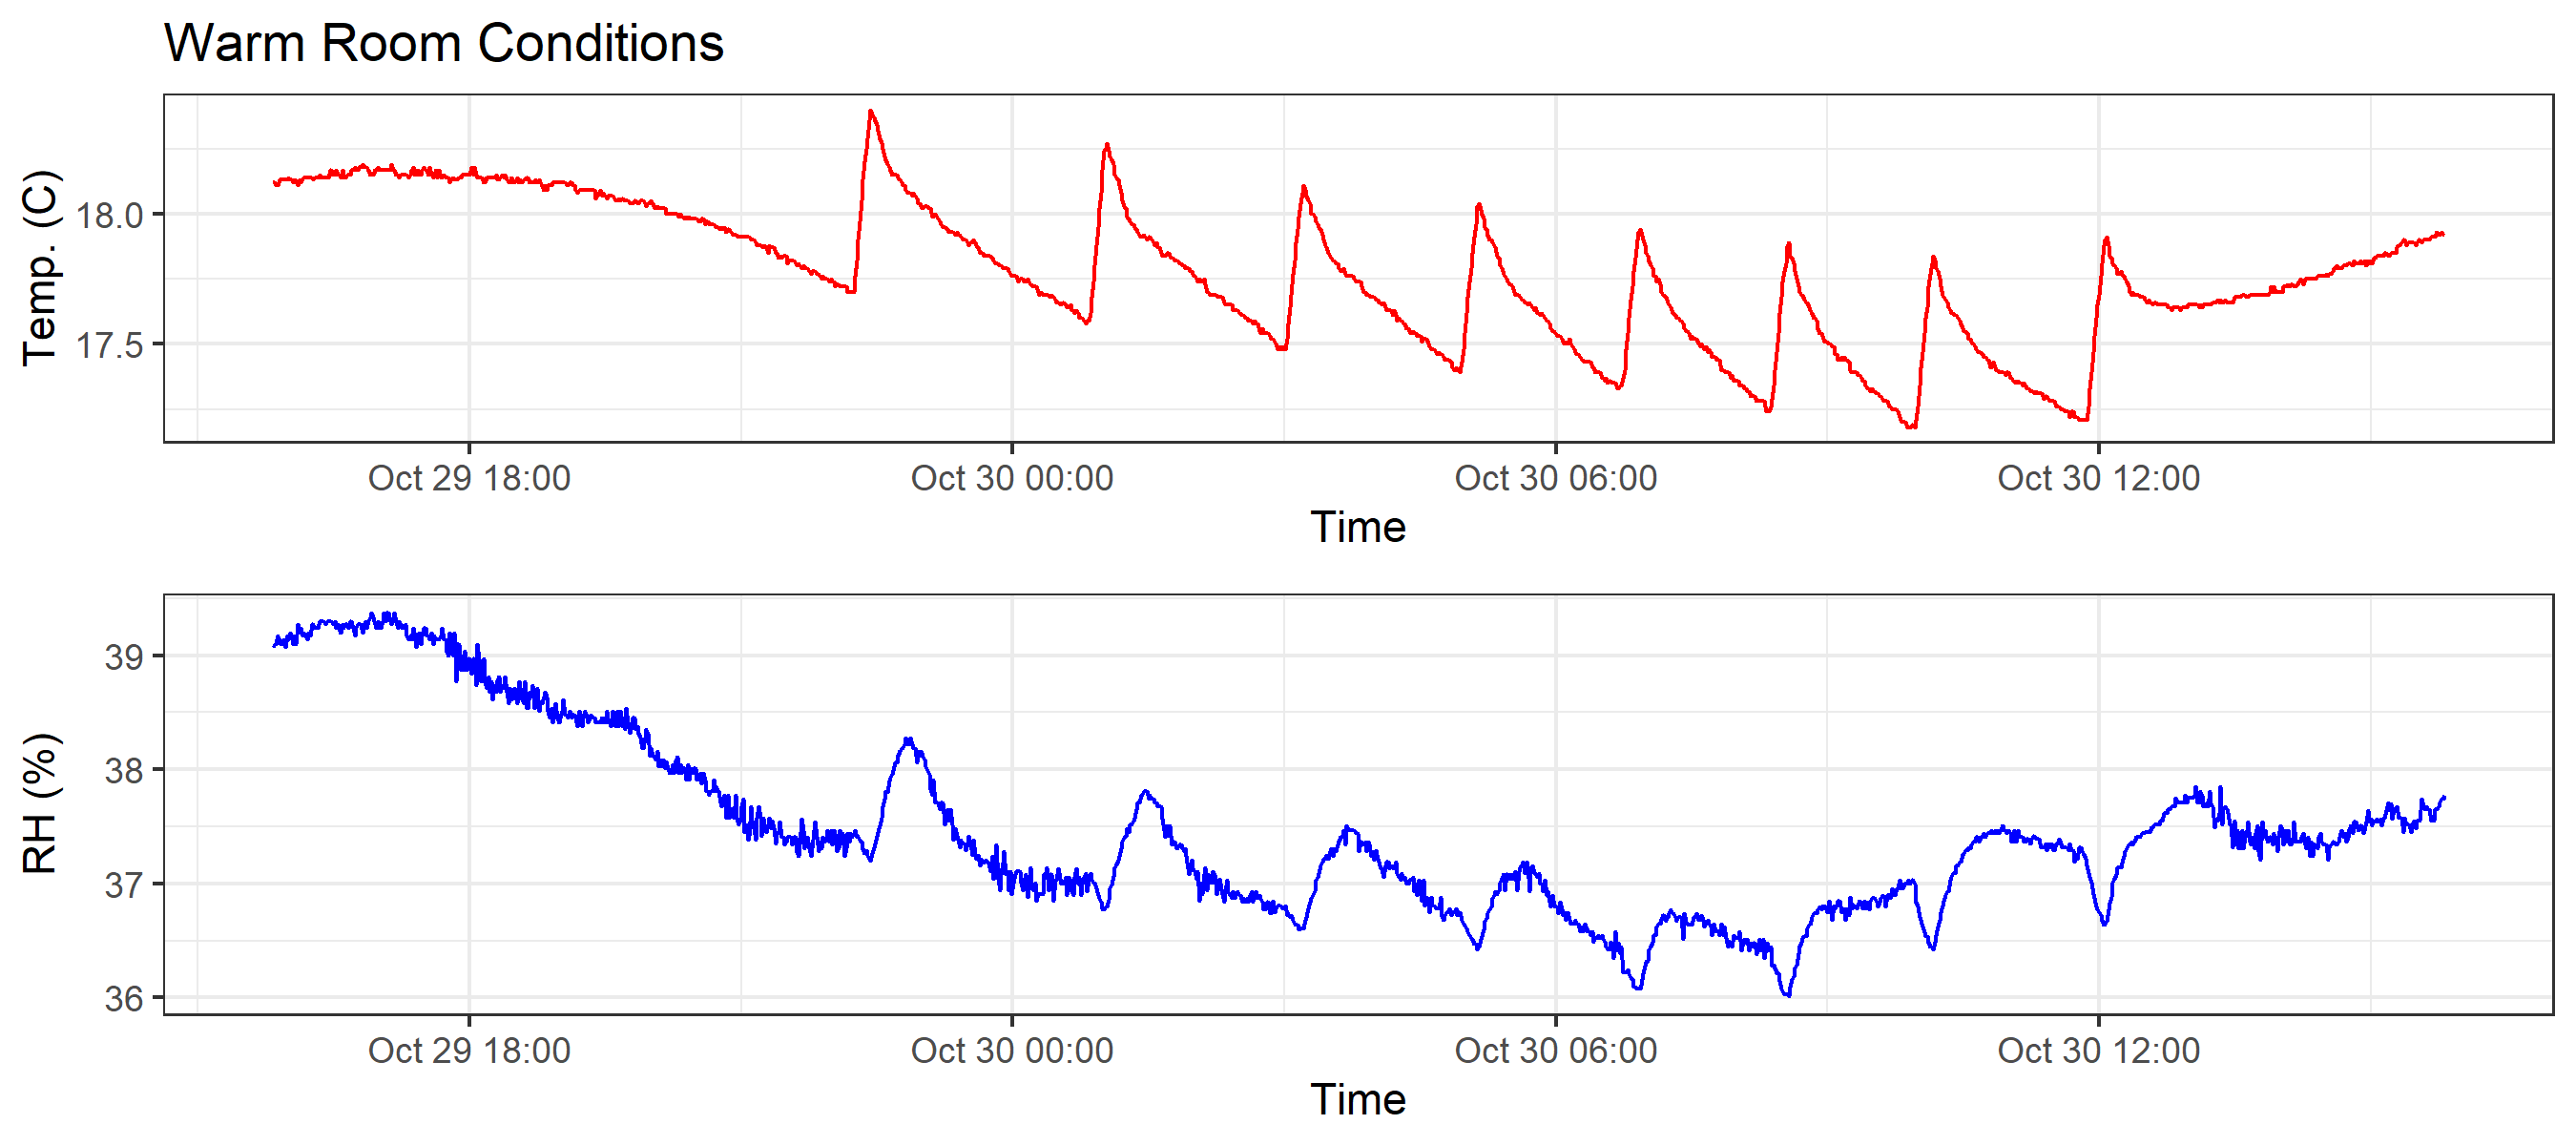 Warm Room Conditions
Temp. (C)
18.0
17.5
Oct 29 18:00 Oct 30 00:00 Oct 30 06:00 Oct 30 12:00
Time
RH (%)
39
38
37
36
Oct 29 18:00 Oct 30 00:00 Oct 30 06:00 Oct 30 12:00
Time